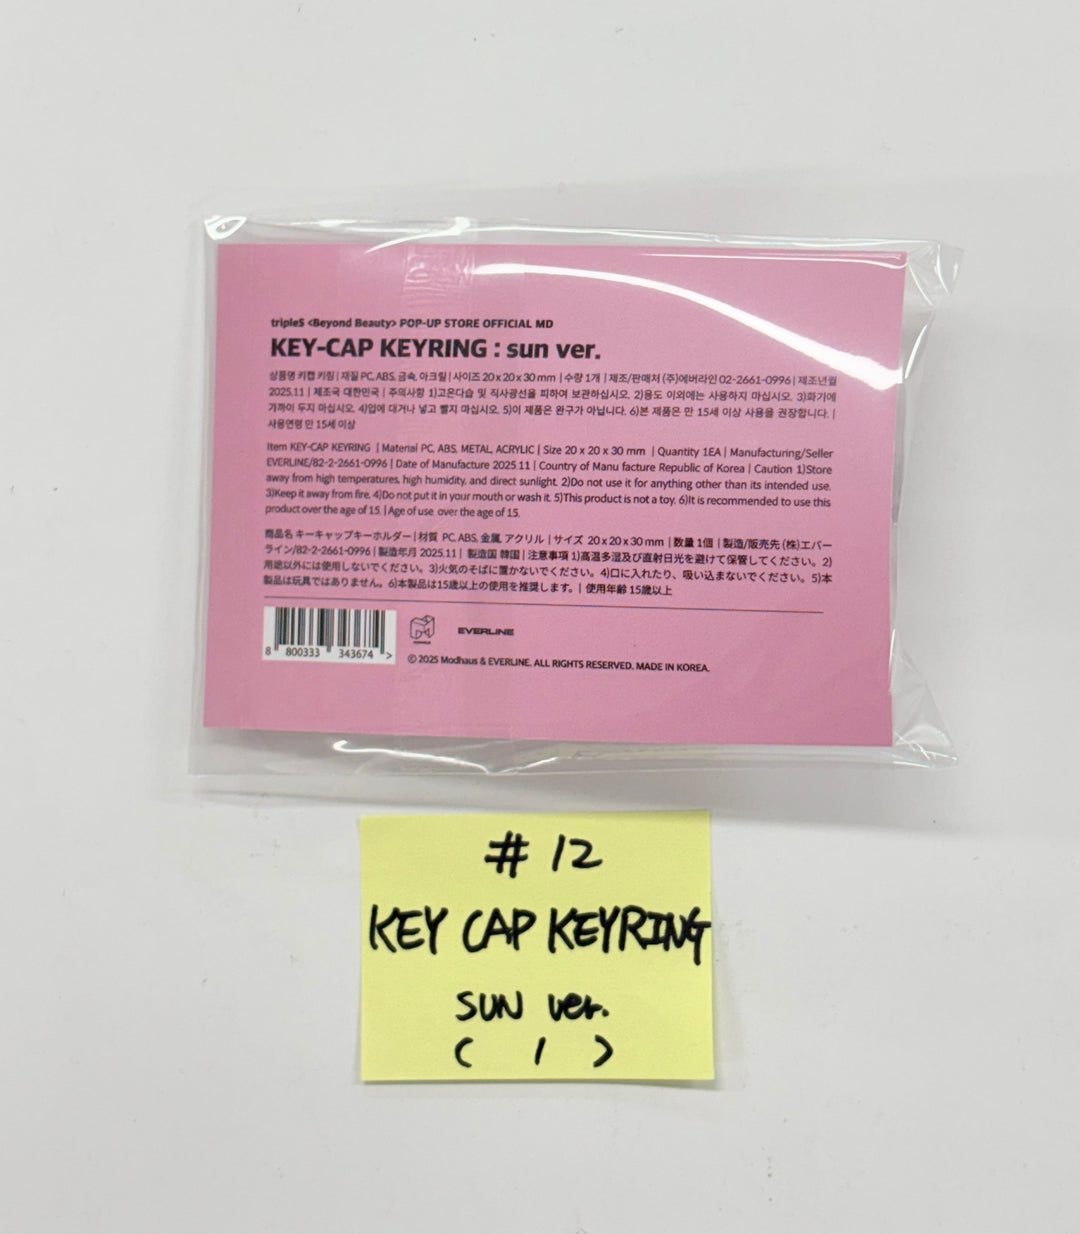 tripleS <Beyond Beauty> POP-UP STORE OFFICIAL MD
KEY-CAP KEYRING : sun ver.
상품명 키캡 키링 | 재질 PC, ABS, 금속, 아크릴 | 사이즈 20 x 20 x 30 mm | 수량 1개 | 제조/판매처 (주)에버라인 02-2661-0996 | 제조년월
2025.11 | 제조국 대한민국 | 주의사항 1)고온다습 및 직사광선을 피하여 보관하십시오. 2)용도 이외에는 사용하지 마십시오. 3)화기에
가까이 두지 마십시오. 4)입에 대거나 넣고 빨지 마십시오. 5)이 제품은 완구가 아닙니다. 6)본 제품은 만 15세 이상 사용을 권장합니다. |
사용연령 만 15세 이상
Item KEY-CAP KEYRING | Material PC, ABS, METAL, ACRYLIC | Size 20 x 20 x 30 mm | Quantity 1EA | Manufacturing/Seller
EVERLINE/82-2-2661-0996 | Date of Manufacture 2025.11 | Country of Manu facture Republic of Korea | Caution 1)Store
away from high temperatures, high humidity, and direct sunlight. 2)Do not use it for anything other than its intended use.
3)Keep it away from fire. 4)Do not put it in your mouth or wash it. 5)This product is not a toy. 6)It is recommended to use this
product over the age of 15. | Age of use over the age of 15.
商品名 キーキャップキーホルダー | 材質 PC, ABS, 金属, アクリル | サイズ 20 x 20 x 30 mm | 数量 1個 | 製造/販売先 (株)エバー
ライン/82-2-2661-0996 | 製造年月 2025.11 | 製造国 韓国 | 注意事項 1)高温多湿及び直射日光を避けて保管してください。2)
用途以外には使用しないでください。3)火気のそばに置かないでください。4)口に入れたり、吸い込まないでください。5)本
製品は玩具ではありません。6)本製品は15歳以上の使用を推奨します。 | 使用年齢 15歳以上
8 800333 343674 >
EVERLINE
© 2025 Modhaus & EVERLINE. ALL RIGHTS RESERVED. MADE IN KOREA.
# 12
KEY CAP KEYRING
SUN ver.
( 1 )